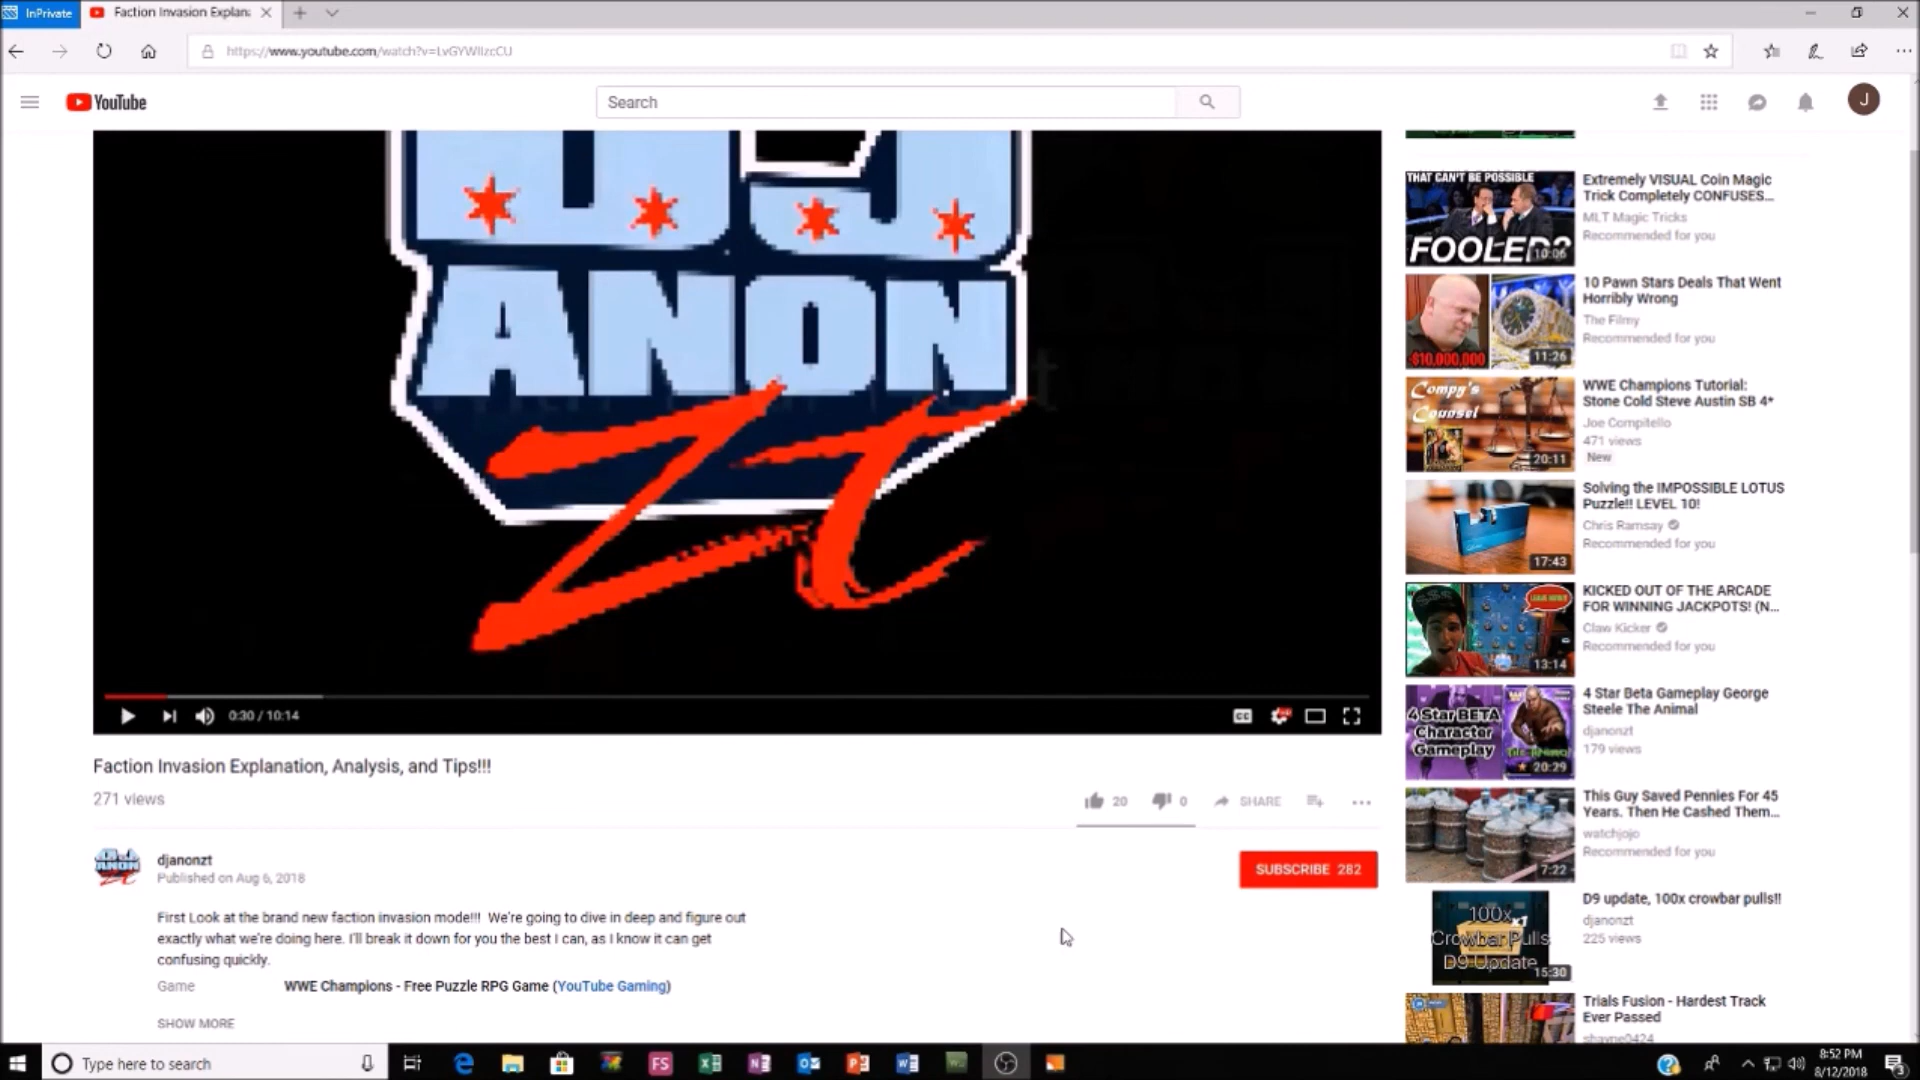 InPrivate
Faction Invasion Explan
https://www.youtube.com/watch?v=LvGYWIIzcCU
YouTube
Search
J
ANON
zt
0:30 / 10:14
CC
Faction Invasion Explanation, Analysis, and Tips!!!
271 views
20
0
SHARE
djanonzt
Published on Aug 6, 2018
SUBSCRIBE 282
First Look at the brand new faction invasion mode!!! We're going to dive in deep and figure out
exactly what we're doing here. I'll break it down for you the best I can, as I know it can get
confusing quickly.
Game
WWE Champions - Free Puzzle RPG Game (YouTube Gaming)
SHOW MORE
THAT CAN'T BE POSSIBLE
FOOLED?
10:06
Extremely VISUAL Coin Magic
Trick Completely CONFUSES...
MLT Magic Tricks
Recommended for you
$10,000,000
11:26
10 Pawn Stars Deals That Went
Horribly Wrong
The Filmy
Recommended for you
Compy's
Counsel
20:11
WWE Champions Tutorial:
Stone Cold Steve Austin SB 4*
Joe Compitello
471 views
New
17:43
Solving the IMPOSSIBLE LOTUS
Puzzle!! LEVEL 10!
Chris Ramsay
Recommended for you
13:14
KICKED OUT OF THE ARCADE
FOR WINNING JACKPOTS! (N...
Claw Kicker
Recommended for you
4 Star BETA
Character
Gameplay
20:29
4 Star Beta Gameplay George
Steele The Animal
djanonzt
179 views
7:22
This Guy Saved Pennies For 45
Years. Then He Cashed Them...
watchjojo
Recommended for you
100x
Crowbar Pulls
D9 Update
15:30
D9 update, 100x crowbar pulls!!
djanonzt
225 views
Trials Fusion - Hardest Track
Ever Passed
shayne0424
Type here to search
FS
8:52 PM
8/12/2018
3